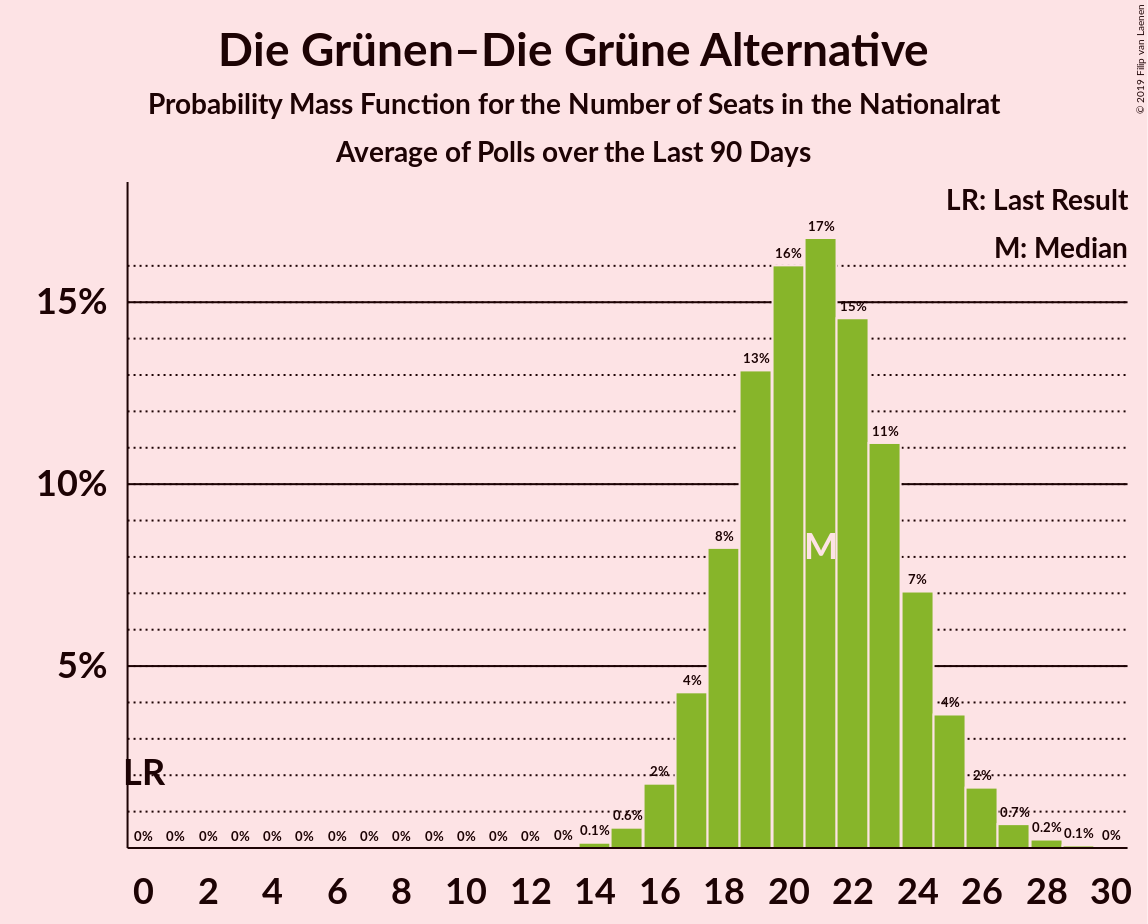 Die Grünen–Die Grüne Alternative
Probability Mass Function for the Number of Seats in the Nationalrat
Average of Polls over the Last 90 Days
© 2019 Filip van Laenen
LR: Last Result
M: Median
15%
10%
5%
LR
M
0% 0% 0% 0% 0% 0% 0% 0% 0% 0% 0% 0% 0% 0% 0.1% 0.6% 2% 4% 8% 13% 16% 17% 15% 11% 7% 4% 2% 0.7% 0.2% 0.1% 0%
0 2 4 6 8 10 12 14 16 18 20 22 24 26 28 30